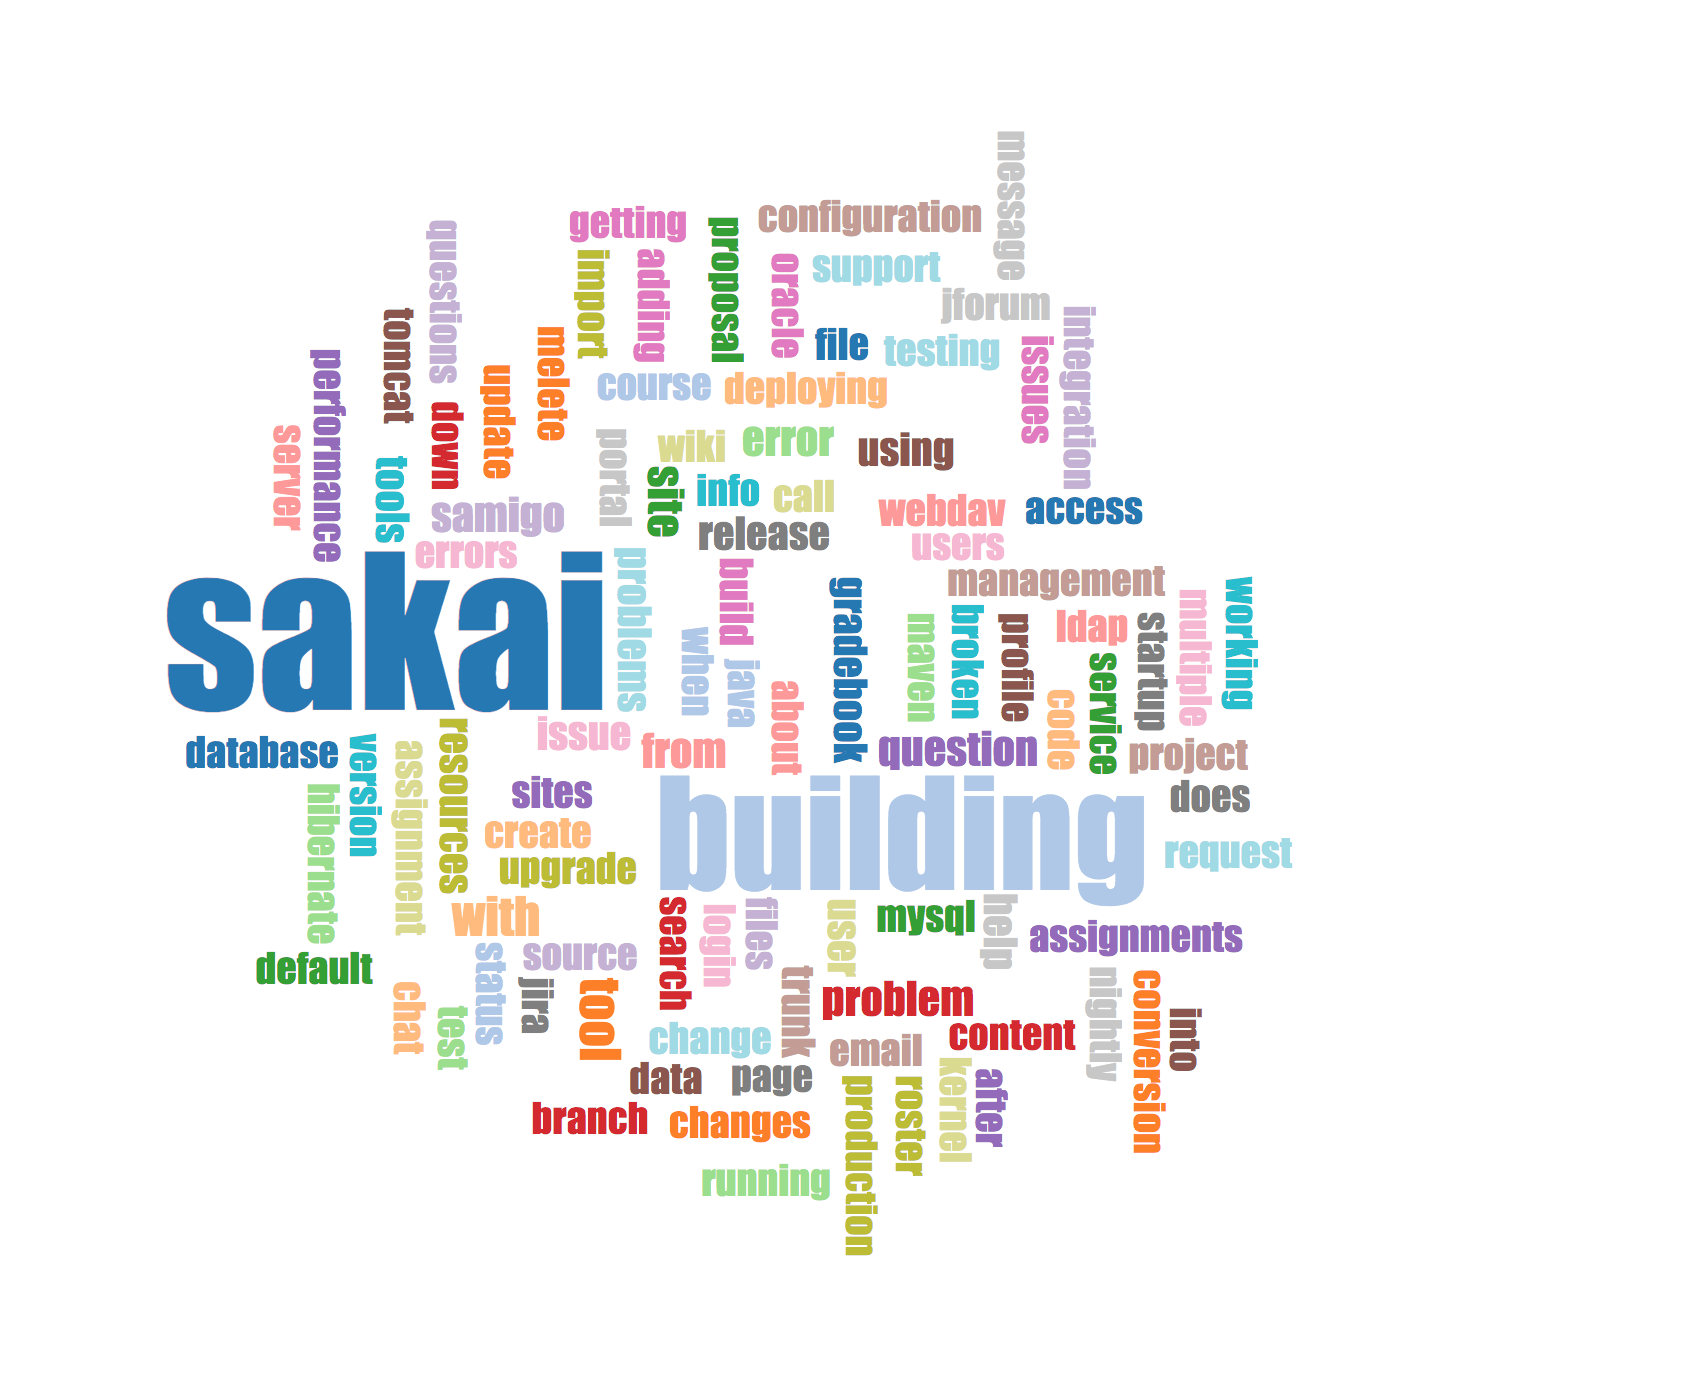 message
getting
configuration
proposal
questions
import
adding
oracle
support
jforum
tomcat
integration
melete
file
testing
issues
performance
update
course
deploying
down
server
portal
wiki
error
using
tools
site
info
call
samigo
webdav
access
release
errors
users
sakai
problems
build
management
gradebook
working
multiple
broken
maven
profile
ldap
startup
when
java
service
about
code
resources
issue
from
question
project
database
version
assignment
building
sites
does
hibernate
create
request
upgrade
with
search
login
files
user
mysql
help
assignments
default
status
source
trunk
nightly
conversion
chat
jira
tool
problem
test
into
change
content
email
data
page
kernel
after
production
roster
branch
changes
running